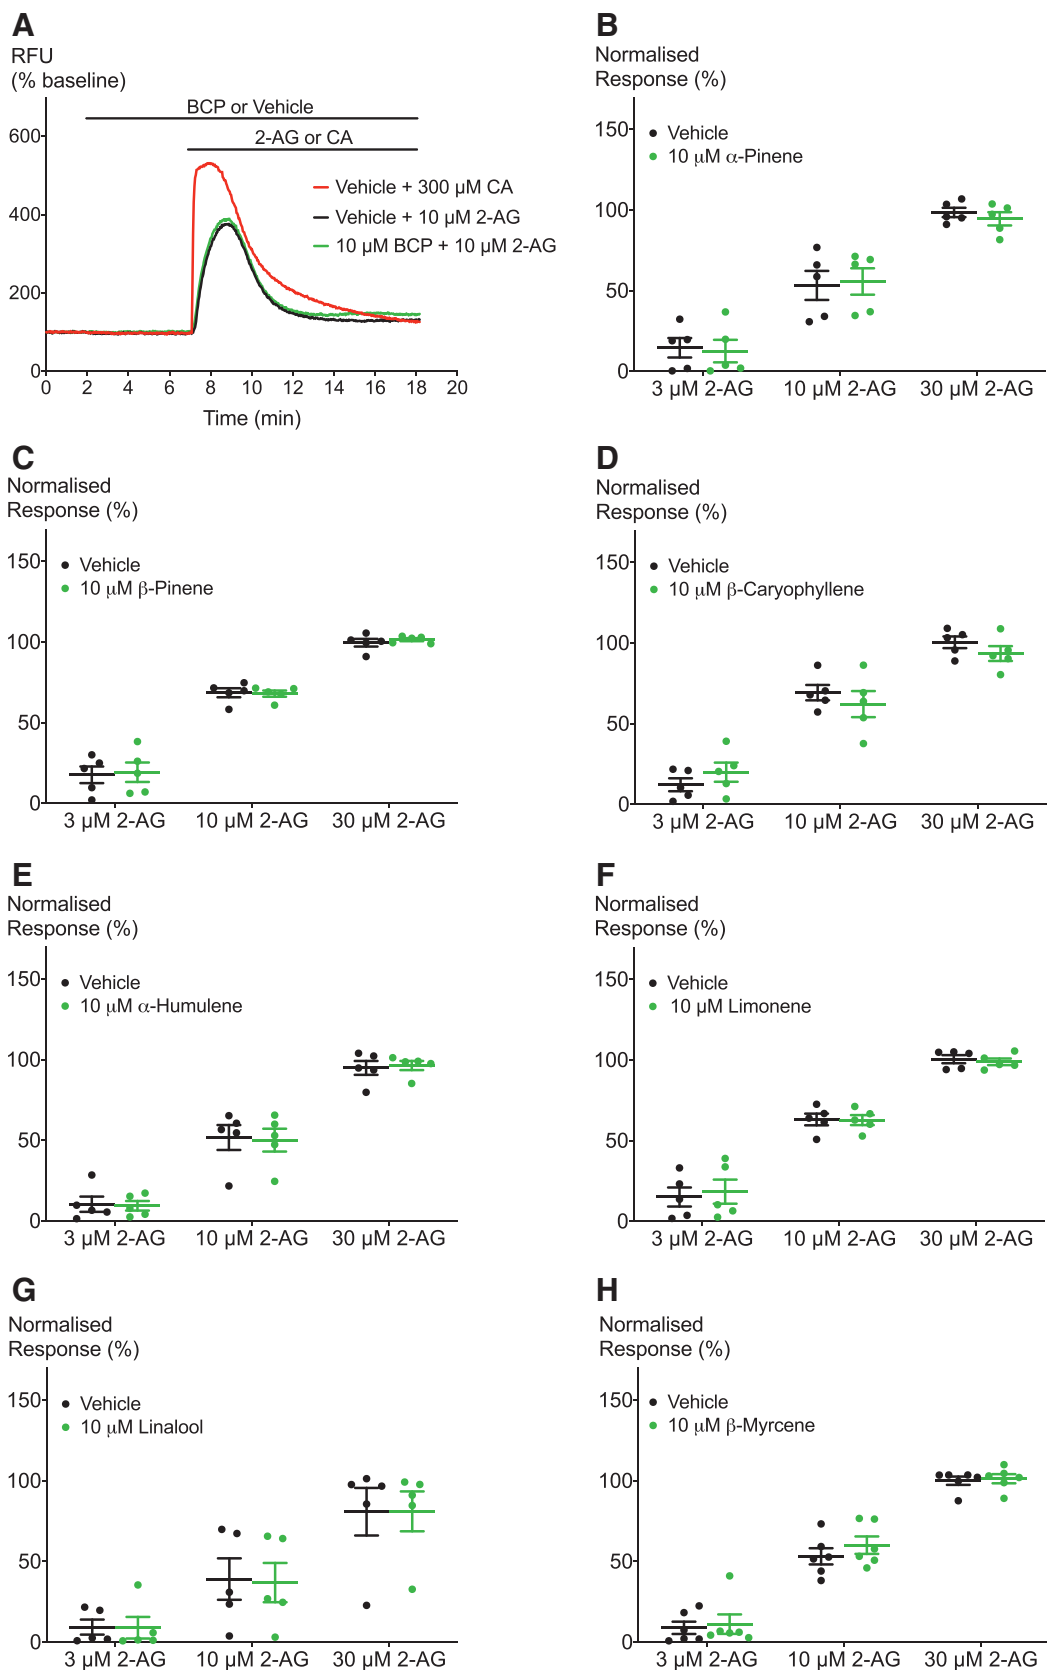 A
RFU
(% baseline)
BCP or Vehicle
600
2-AG or CA
Vehicle + 300 µM CA
400
Vehicle + 10 µM 2-AG
10 µM BCP + 10 µM 2-AG
200
0
0 2 4 6 8 10 12 14 16 18 20
Time (min)
B
Normalised
Response (%)
150
Vehicle
10 µM α-Pinene
100
50
0
3 µM 2-AG 10 µM 2-AG 30 µM 2-AG
C
Normalised
Response (%)
150
Vehicle
10 µM β-Pinene
100
50
0
3 µM 2-AG 10 µM 2-AG 30 µM 2-AG
D
Normalised
Response (%)
150
Vehicle
10 µM β-Caryophyllene
100
50
0
3 µM 2-AG 10 µM 2-AG 30 µM 2-AG
E
Normalised
Response (%)
150
Vehicle
10 µM α-Humulene
100
50
0
3 µM 2-AG 10 µM 2-AG 30 µM 2-AG
F
Normalised
Response (%)
150
Vehicle
10 µM Limonene
100
50
0
3 µM 2-AG 10 µM 2-AG 30 µM 2-AG
G
Normalised
Response (%)
150
Vehicle
10 µM Linalool
100
50
0
3 µM 2-AG 10 µM 2-AG 30 µM 2-AG
H
Normalised
Response (%)
150
Vehicle
10 µM β-Myrcene
100
50
0
3 µM 2-AG 10 µM 2-AG 30 µM 2-AG